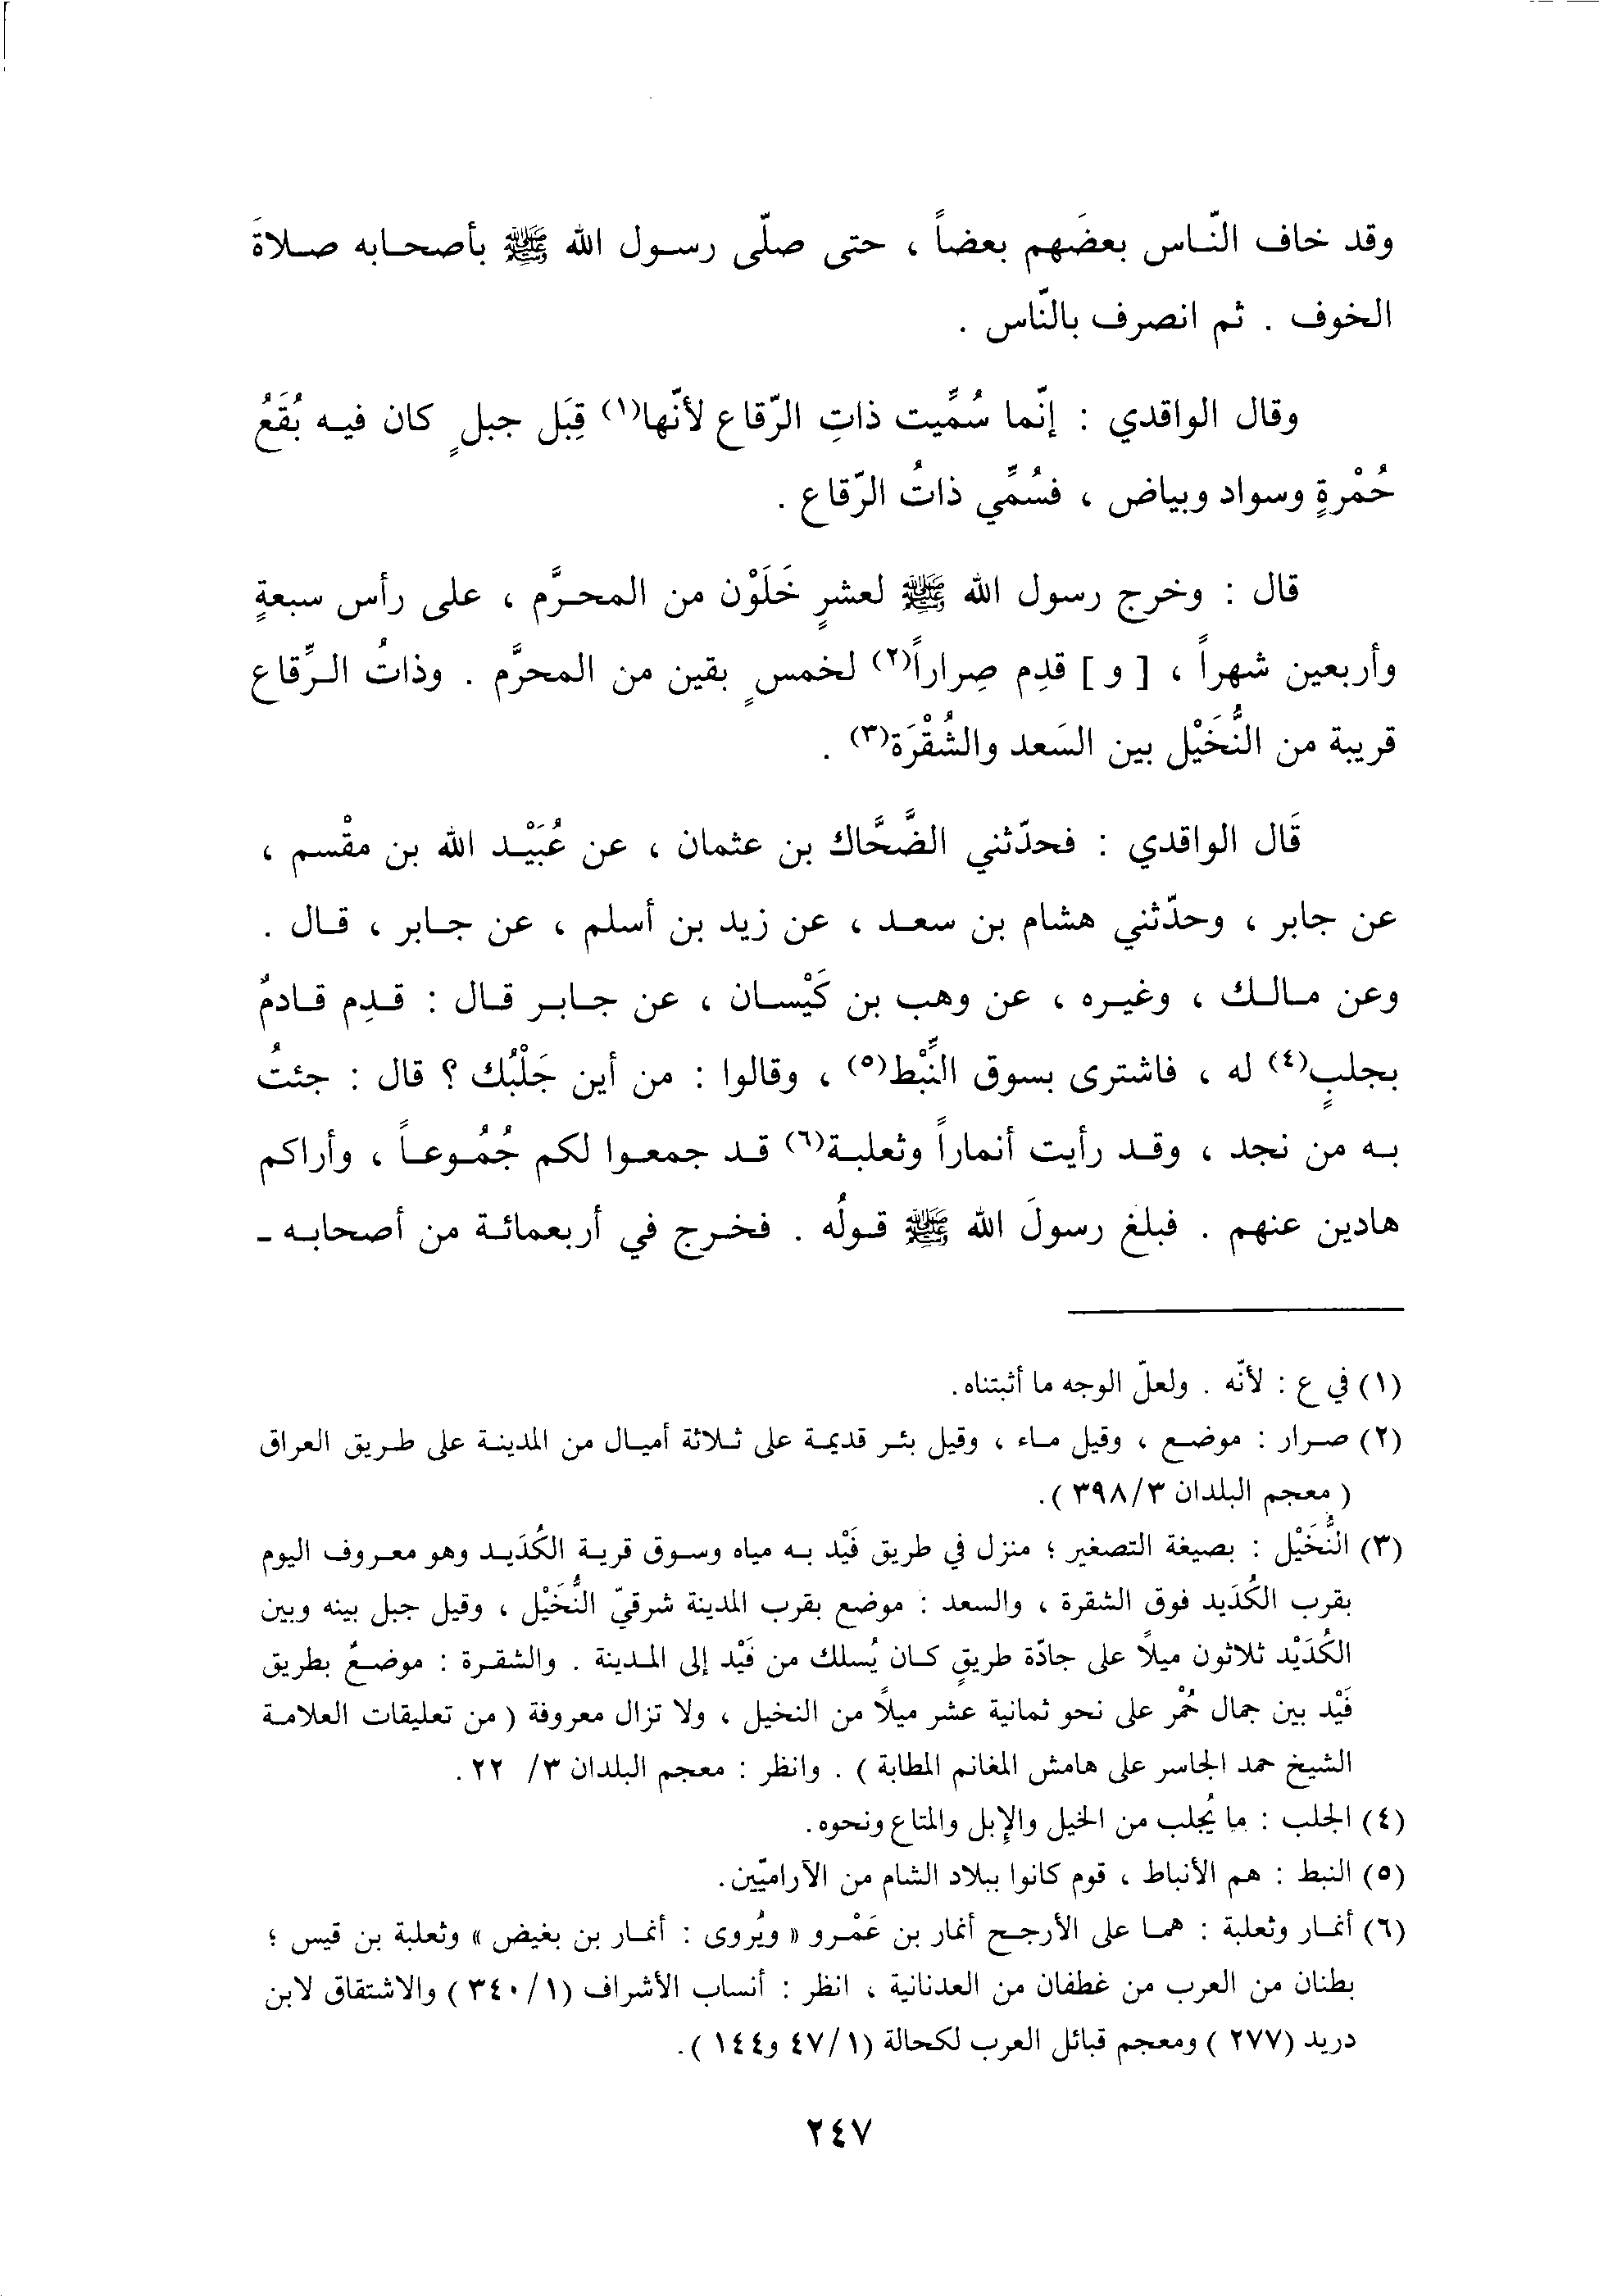 وقد خاف النّاس بعضَهم بعضاً ، حتى صلّى رسول الله ﷺ بأصحابه صلاةَ
الخوف . ثم انصرف بالنّاس .
وقال الواقدي : إنّما سُمِّيت ذاتِ الرّقاع لأنّها(١) قِبَل جبلٍ كان فيه بُقَعُ
حُمْرةٍ وسواد وبياض ، فسُمِّي ذاتُ الرّقاع .
قال : وخرج رسول الله ﷺ لعشرٍ خَلَوْن من المحرَّم ، على رأس سبعةٍ
وأربعين شهراً ، [ و ] قدِم صِراراً(٢) لخمسٍ بقين من المحرَّم . وذاتُ الرِّقاع
قريبة من النُّخَيْل بين السَعد والشُقْرَة(٣) .
قَال الواقدي : فحدّثني الضَّحَّاك بن عثمان ، عن عُبَيْد الله بن مقْسم ،
عن جابر ، وحدّثني هشام بن سعد ، عن زيد بن أسلم ، عن جابر ، قال .
وعن مالك ، وغيره ، عن وهب بن كَيْسان ، عن جابر قال : قدِم قادمٌ
بجلبٍ(٤) له ، فاشترى بسوق النِّبْط(٥) ، وقالوا : من أين جَلْبُك ؟ قال : جئتُ
به من نجد ، وقد رأيت أنماراً وثعلبة(٦) قد جمعوا لكم جُمُوعاً ، وأراكم
هادين عنهم . فبلغ رسولَ الله ﷺ قولُه . فخرج في أربعمائة من أصحابه -
(١) في ع : لأنّه . ولعلّ الوجه ما أثبتناه.
(٢) صرار : موضع ، وقيل ماء ، وقيل بئر قديمة على ثلاثة أميال من المدينة على طريق العراق
( معجم البلدان ٣٩٨/٣ ).
(٣) النُّخَيْل : بصيغة التصغير ؛ منزل في طريق فَيْد به مياه وسوق قرية الكُدَيد وهو معروف اليوم
بقرب الكُدَيد فوق الشقرة ، والسعد : موضع بقرب المدينة شرقيّ النُّخَيْل ، وقيل جبل بينه وبين
الكُدَيْد ثلاثون ميلاً على جادّة طريقٍ كان يُسلك من فَيْد إلى المدينة . والشقرة : موضعٌ بطريق
فَيْد بين جمال حُمْر على نحو ثمانية عشر ميلاً من النخيل ، ولا تزال معروفة ( من تعليقات العلامة
الشيخ حمد الجاسر على هامش المغانم المطابة ) . وانظر : معجم البلدان ٣/ ٢٢ .
(٤) الجلب : ما يُجلب من الخيل والإبل والمتاع ونحوه.
(٥) النبط : هم الأنباط ، قوم كانوا ببلاد الشام من الآراميّين.
(٦) أنمار وثعلبة : هما على الأرجح أنمار بن عَمْرو « ويُروى : أنمار بن بغيض » وثعلبة بن قيس ؛
بطنان من العرب من غطفان من العدنانية ، انظر : أنساب الأشراف (٣٤٠/١ ) والاشتقاق لابن
دريد (٢٧٧ ) ومعجم قبائل العرب لكحالة (٤٧/١ و١٤٤ ).
٢٤٧